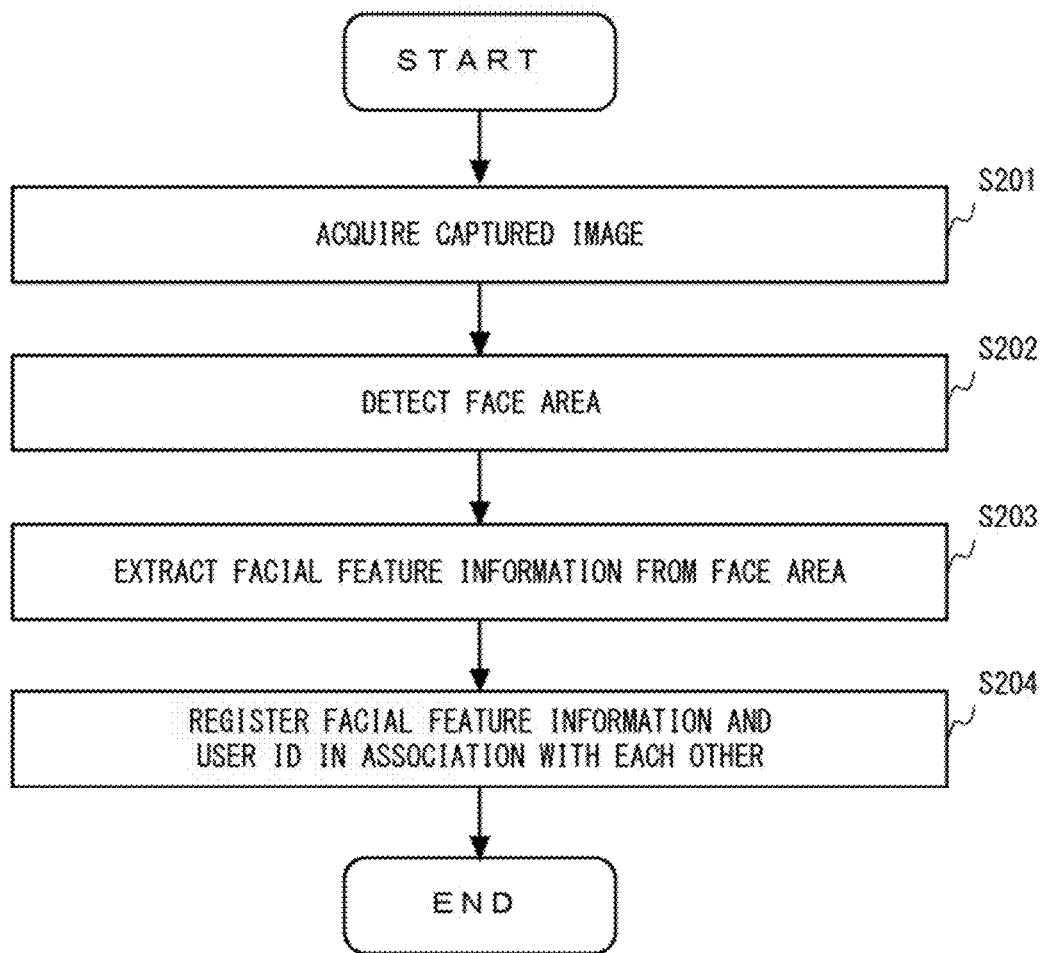 START
S201
ACQUIRE CAPTURED IMAGE
S202
DETECT FACE AREA
S203
EXTRACT FACIAL FEATURE INFORMATION FROM FACE AREA
S204
REGISTER FACIAL FEATURE INFORMATION AND
USER ID IN ASSOCIATION WITH EACH OTHER
END